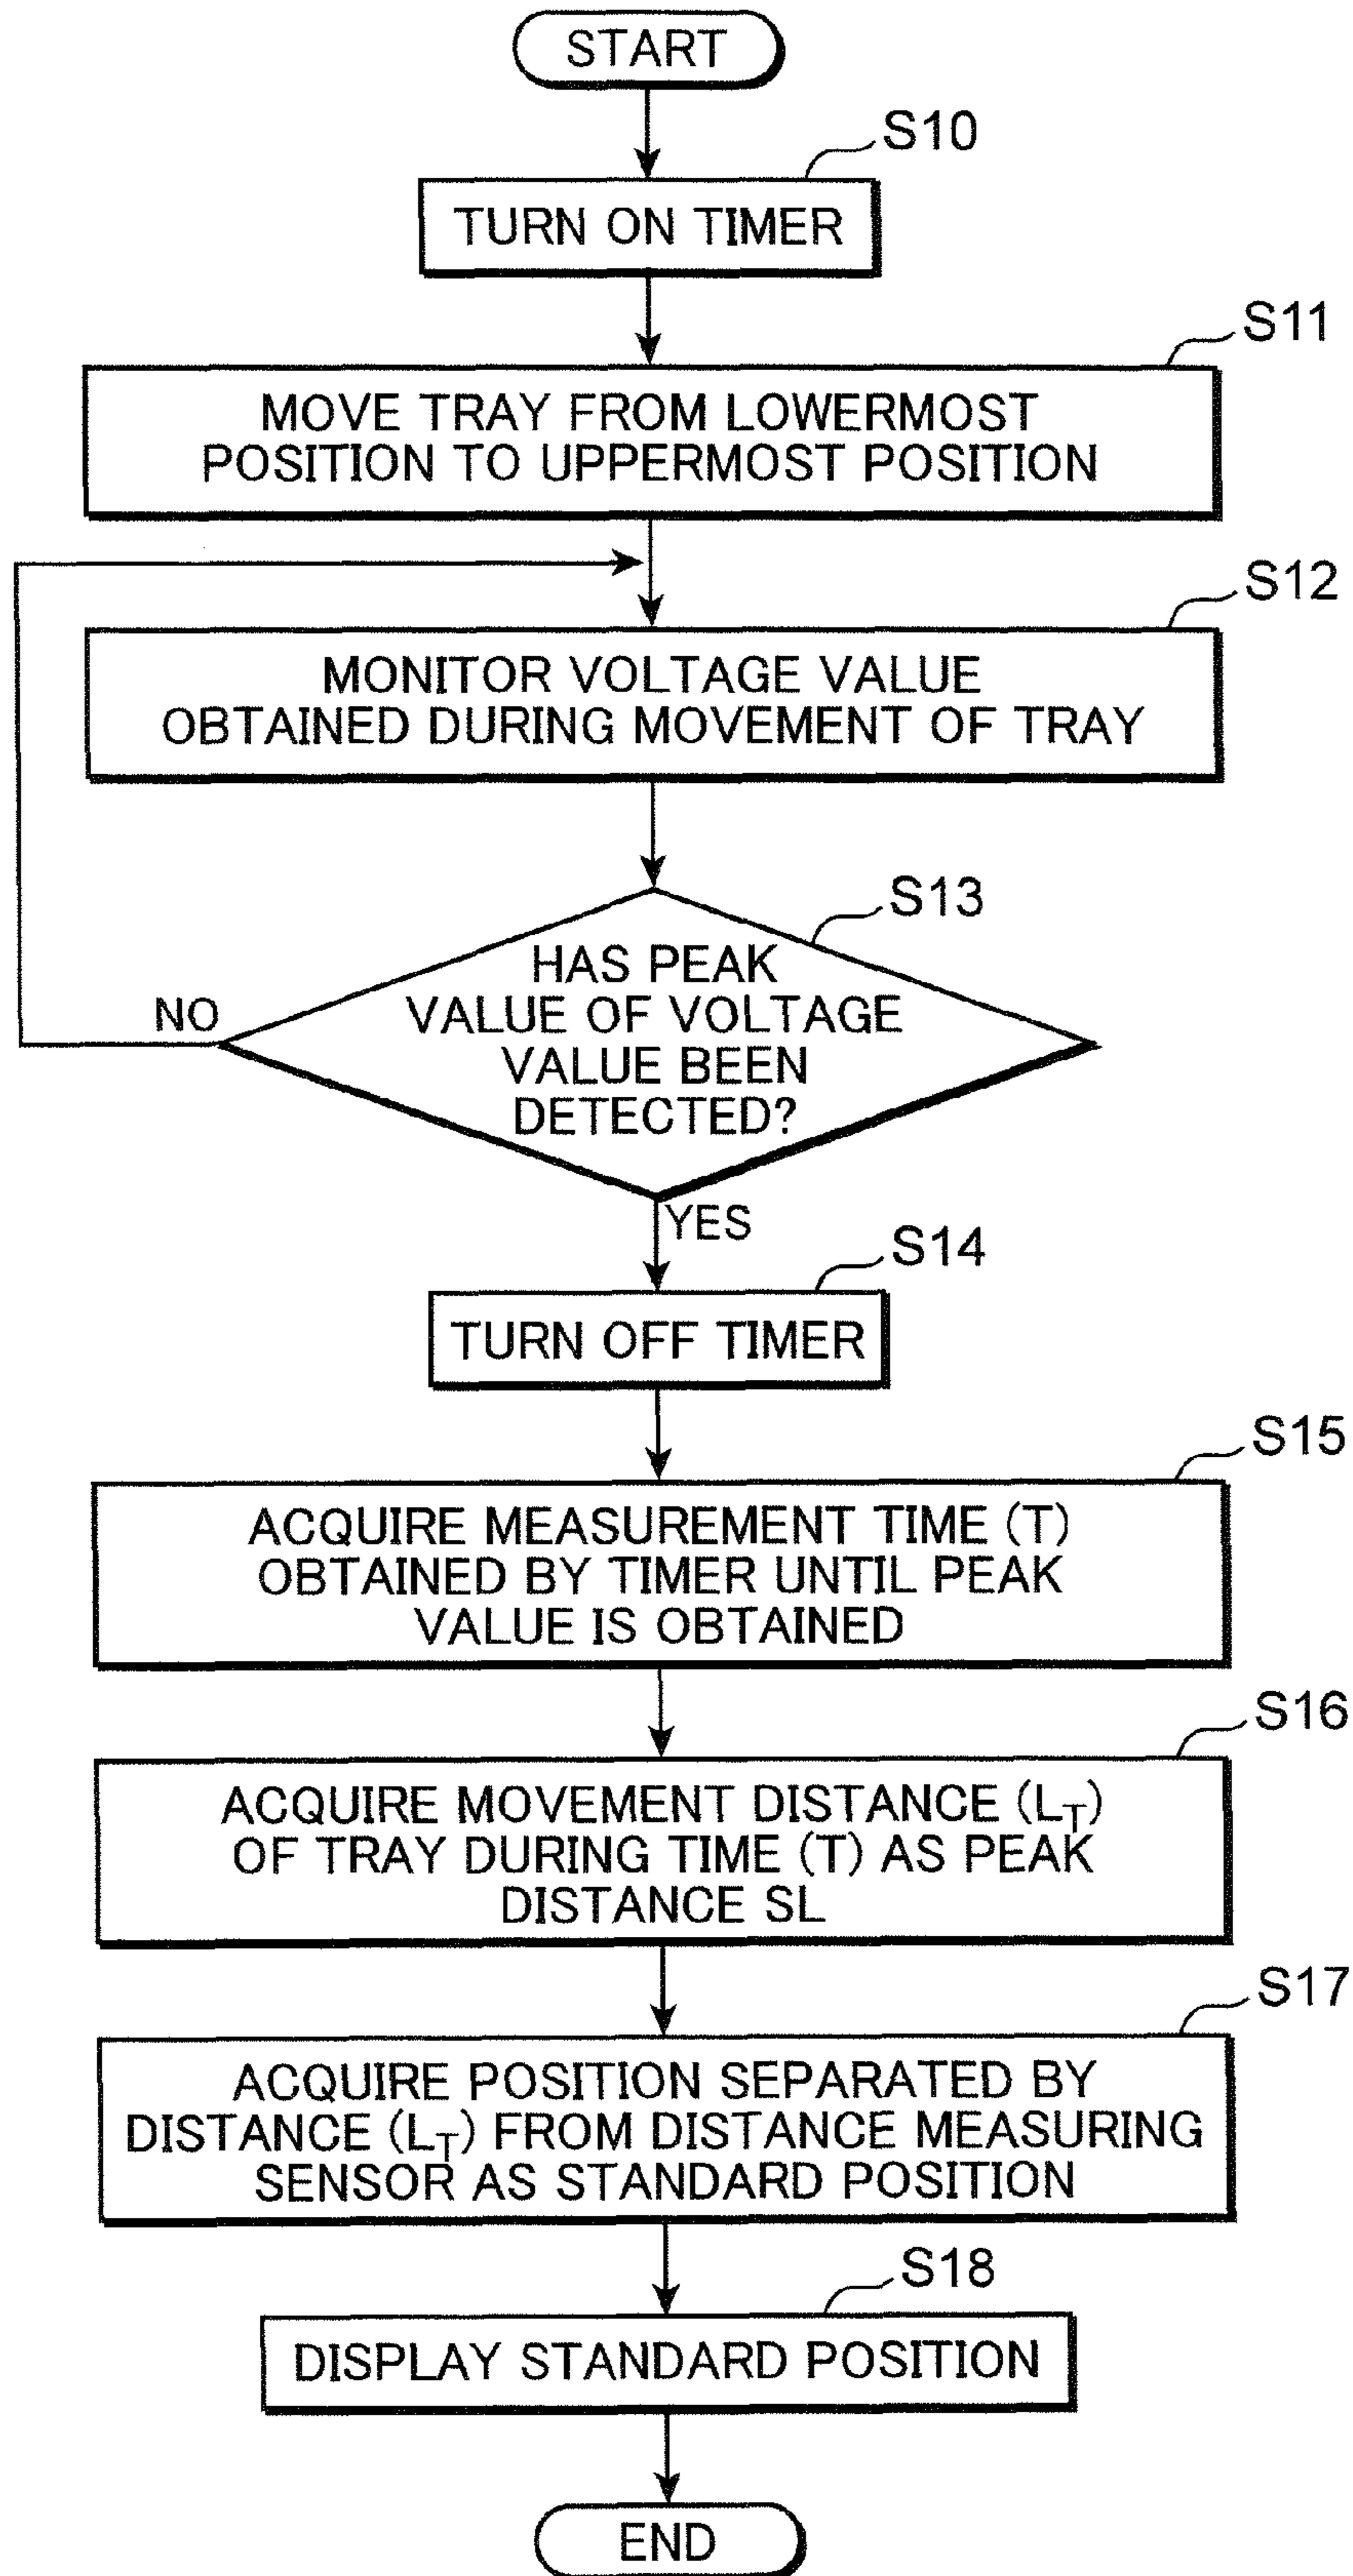 START
S10
TURN ON TIMER
S11
MOVE TRAY FROM LOWERMOST
POSITION TO UPPERMOST POSITION
S12
MONITOR VOLTAGE VALUE
OBTAINED DURING MOVEMENT OF TRAY
S13
HAS PEAK
VALUE OF VOLTAGE
VALUE BEEN
DETECTED?
NO
YES
S14
TURN OFF TIMER
S15
ACQUIRE MEASUREMENT TIME (T)
OBTAINED BY TIMER UNTIL PEAK
VALUE IS OBTAINED
S16
ACQUIRE MOVEMENT DISTANCE (LT)
OF TRAY DURING TIME (T) AS PEAK
DISTANCE SL
S17
ACQUIRE POSITION SEPARATED BY
DISTANCE (LT) FROM DISTANCE MEASURING
SENSOR AS STANDARD POSITION
S18
DISPLAY STANDARD POSITION
END